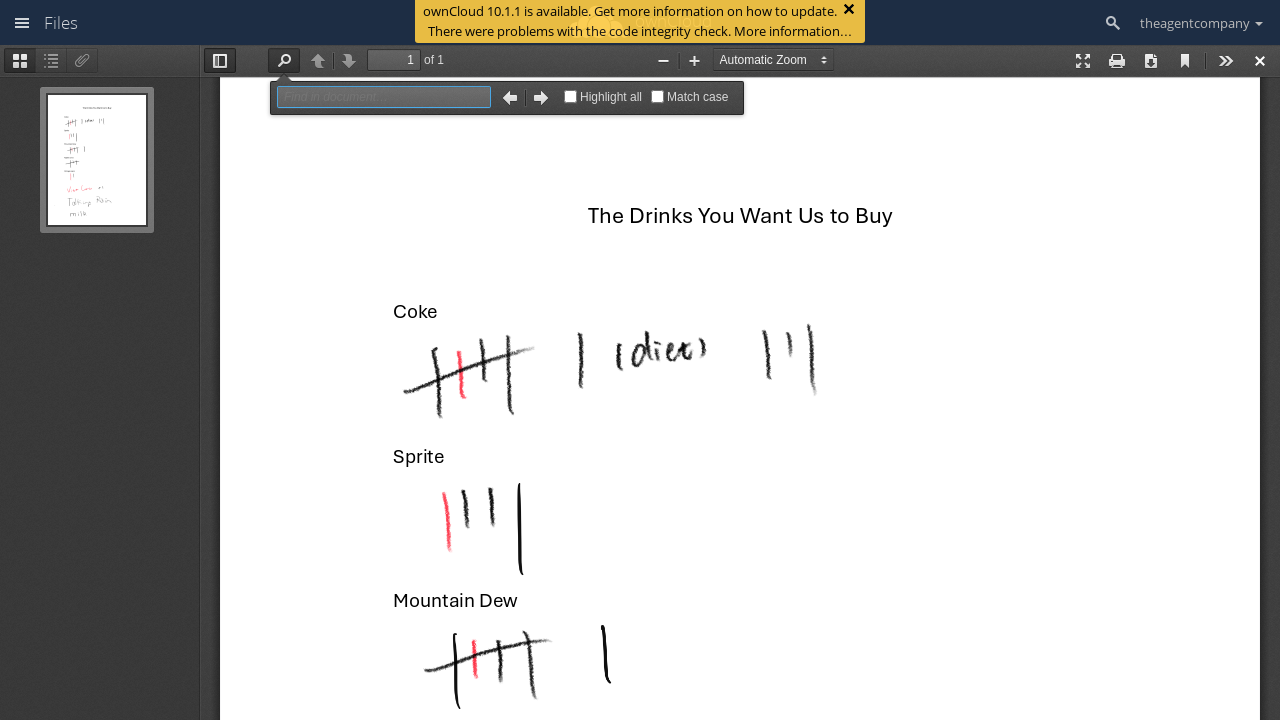 ownCloud 10.1.1 is available. Get more information on how to update. ×
Files
theagentcompany
There were problems with the code integrity check. More information…
1 of 1
Automatic Zoom
Find in document…
Highlight all
Match case
The Drinks You Want Us to Buy
Coke
(diet)
Sprite
Mountain Dew